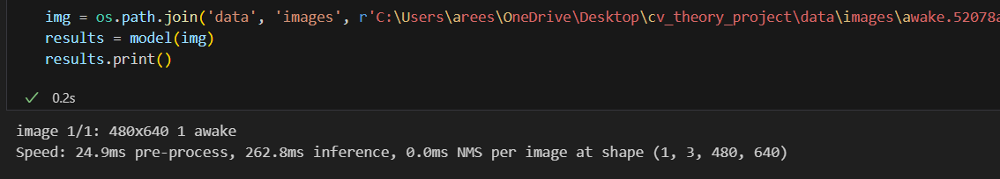 img = os.path.join('data', 'images', r'C:\Users\arees\OneDrive\Desktop\cv_theory_project\data\images\awake.52078a
results = model(img)
results.print()
0.2s
image 1/1: 480x640 1 awake
Speed: 24.9ms pre-process, 262.8ms inference, 0.0ms NMS per image at shape (1, 3, 480, 640)